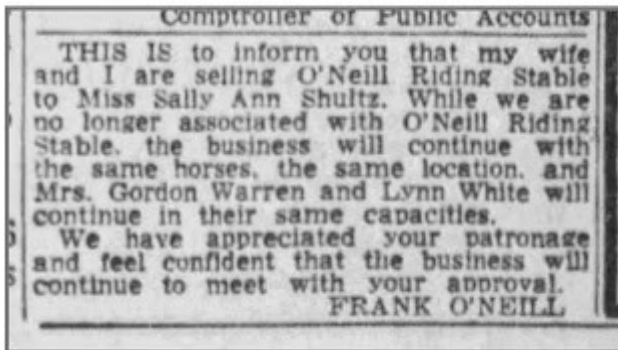 Comptroller of Public Accounts
THIS IS to inform you that my wife
and I are selling O'Neill Riding Stable
to Miss Sally Ann Shultz. While we are
no longer associated with O'Neill Riding
Stable, the business will continue with
the same horses, the same location, and
Mrs. Gordon Warren and Lynn White will
continue in their same capacities.
We have appreciated your patronage
and feel confident that the business will
continue to meet with your approval.
FRANK O'NEILL